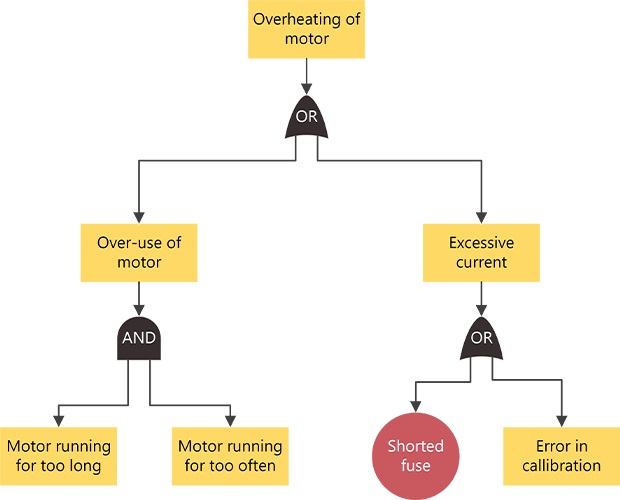 Overheating of
motor
OR
Over-use of
motor
Excessive
current
AND
OR
Motor running
for too long
Motor running
for too often
Shorted
fuse
Error in
callibration